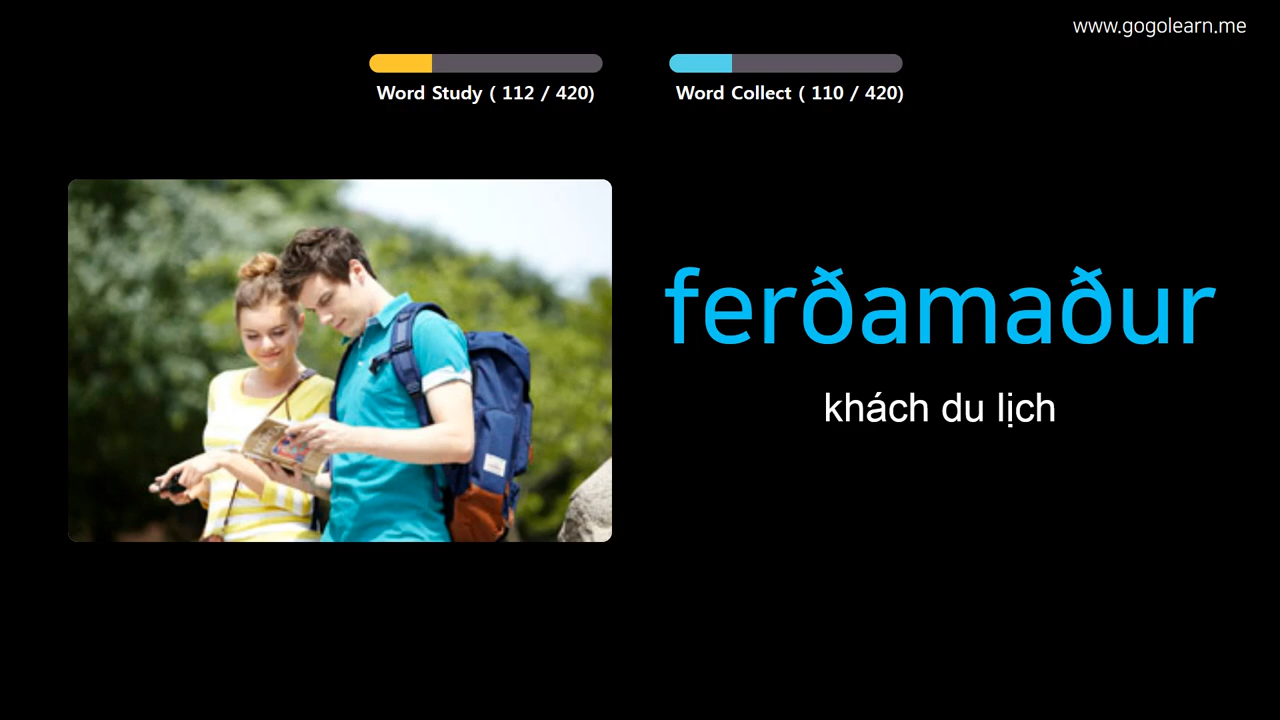 www.gogolearn.me
Word Study ( 112 / 420)
Word Collect ( 110 / 420)
ferðamaður
khách du lịch